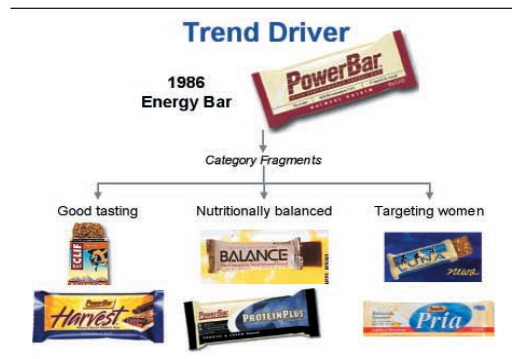 Trend Driver
1986
Energy Bar
PowerBar
Category Fragments
Good tasting
Nutritionally balanced
Targeting women
CLIF
BALANCE
LUNA
PowerBar
Harvest
PowerBar
PROTEINPLUS
Pria